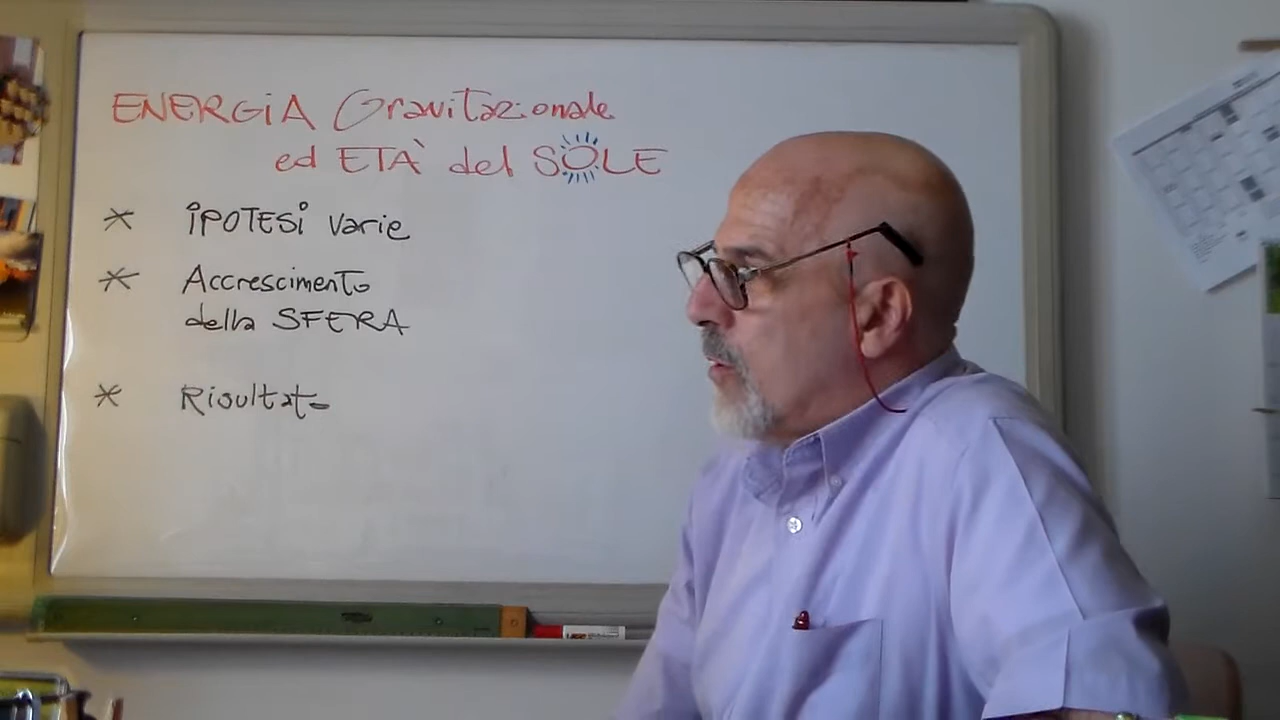 ENERGiA Gravitazionale
ed ETÀ del SOLE
* iPOTESi varie
* Accrescimento
della SFERA
* Risultato